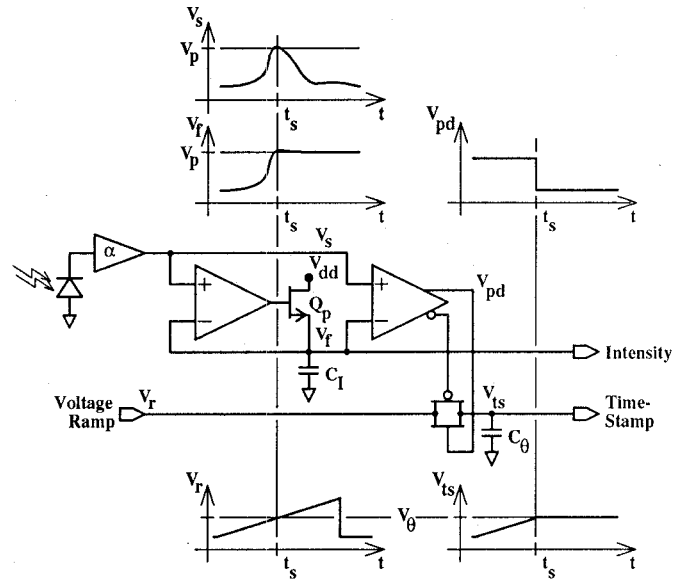 V_s
V_p
t_s t
V_f
V_p
t_s t
V_pd
t_s t
α
V_s
V_dd
V_pd
+
−
Q_p
V_f
+
−
Intensity
C_I
Voltage
Ramp
V_r
V_ts
Time-
Stamp
C_θ
V_r
V_θ
t_s t
V_ts
t_s t